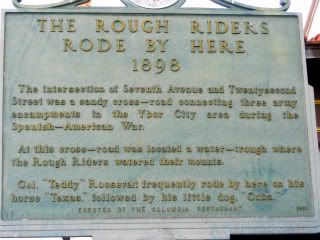 THE ROUGH RIDERS
RODE BY HERE
1898
The intersection of Seventh Avenue and Twentysecond
Street was a sandy cross-road connecting three army
encampments in the Ybor City area during the
Spanish-American War.
At this cross-road was located a water-trough where
the Rough Riders watered their mounts.
Col. "Teddy" Roosevelt frequently rode by here on his
horse "Texas, followed by his little dog, "Cuba."
ERECTED BY THE COLUMBIA RESTAURANT